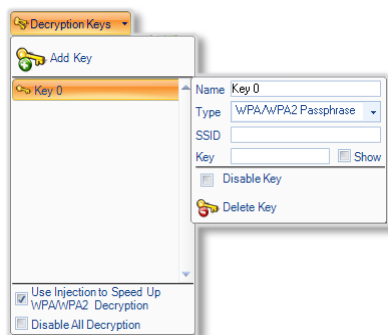 Decryption Keys
Add Key
Key 0
Name Key 0
Type WPA/WPA2 Passphrase
SSID
Key Show
Disable Key
Delete Key
Use Injection to Speed Up
WPA/WPA2 Decryption
Disable All Decryption